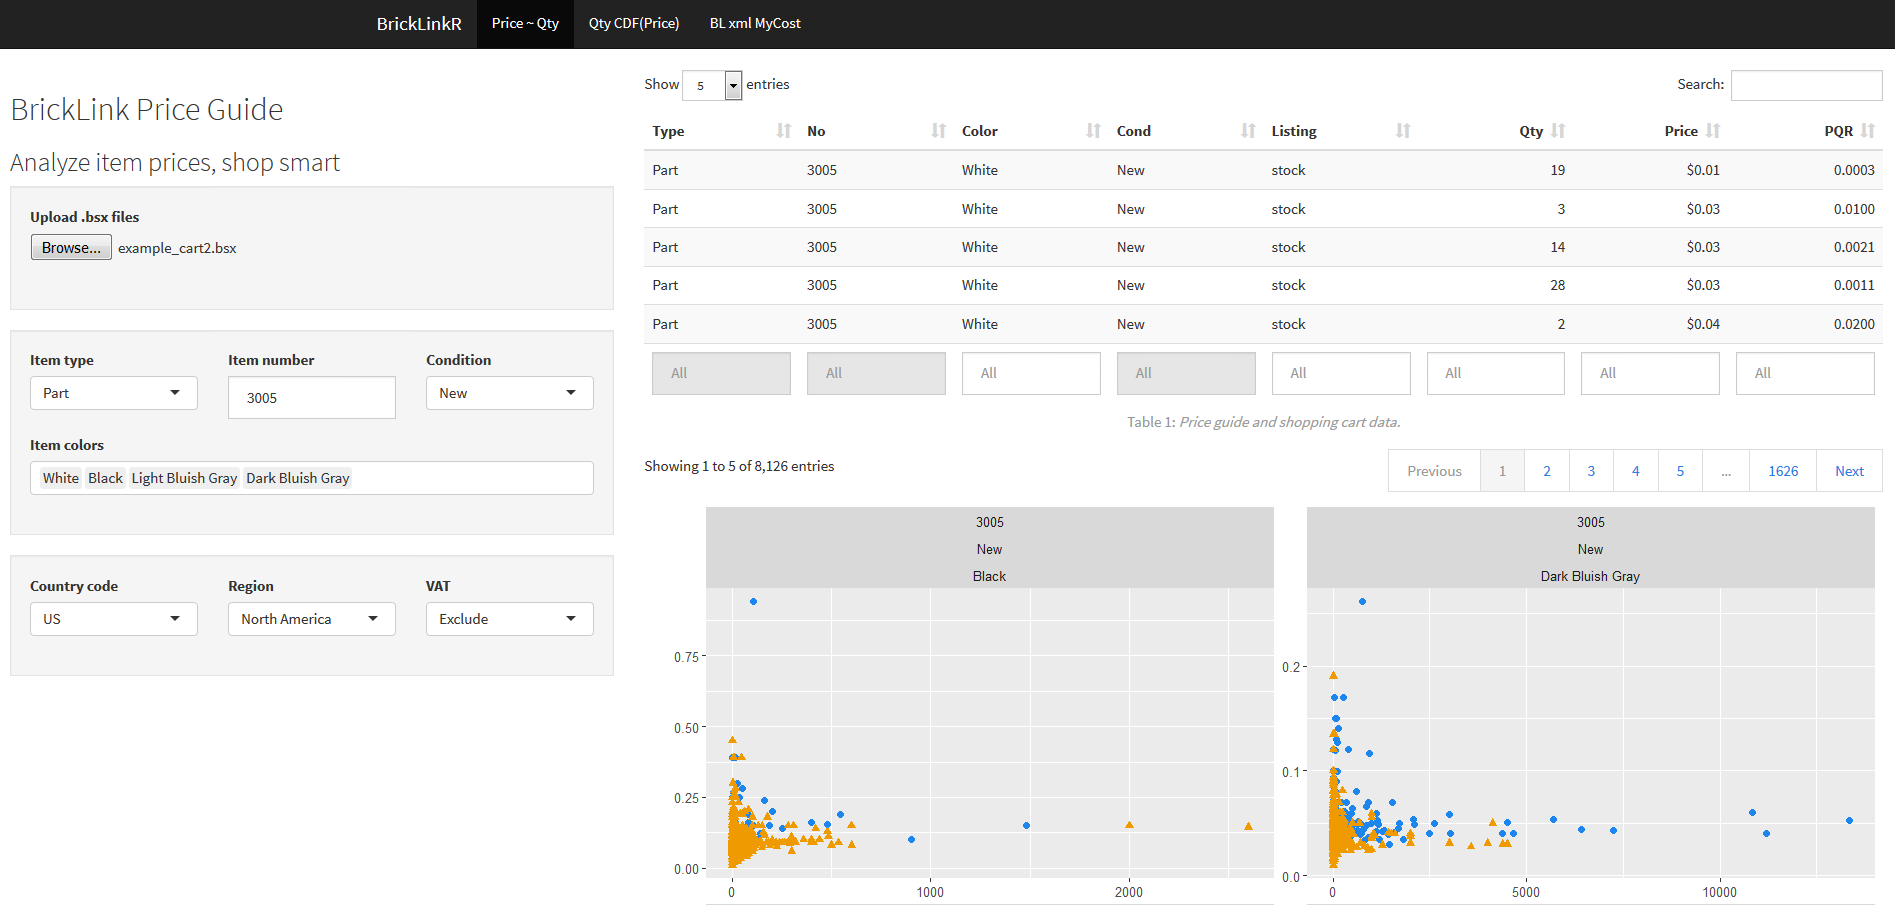 BrickLinkR Price ~ Qty Qty CDF(Price) BL xml MyCost
BrickLink Price Guide
Analyze item prices, shop smart
Upload .bsx files
Browse... example_cart2.bsx
Item type Item number Condition
Part 3005 New
Item colors
White Black Light Bluish Gray Dark Bluish Gray
Country code Region VAT
US North America Exclude
Show 5 entries Search:
Type No Color Cond Listing Qty Price PQR
Part 3005 White New stock 19 $0.01 0.0003
Part 3005 White New stock 3 $0.03 0.0100
Part 3005 White New stock 14 $0.03 0.0021
Part 3005 White New stock 28 $0.03 0.0011
Part 3005 White New stock 2 $0.04 0.0200
All All All All All All All All
Table 1: Price guide and shopping cart data.
Showing 1 to 5 of 8,126 entries Previous 1 2 3 4 5 ... 1626 Next
3005
New
Black
0.75
0.50
0.25
0.00
0 1000 2000
3005
New
Dark Bluish Gray
0.2
0.1
0.0
0 5000 10000